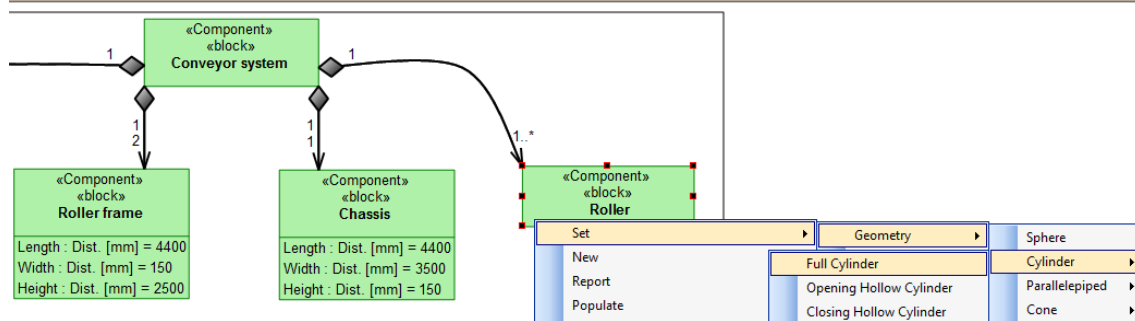 «Component»
«block»
Conveyor system
1
1
1
2
1
1
1..*
«Component»
«block»
Roller frame
Length : Dist. [mm] = 4400
Width : Dist. [mm] = 150
Height : Dist. [mm] = 2500
«Component»
«block»
Chassis
Length : Dist. [mm] = 4400
Width : Dist. [mm] = 3500
Height : Dist. [mm] = 150
«Component»
«block»
Roller
Set
New
Report
Populate
Geometry
Full Cylinder
Opening Hollow Cylinder
Closing Hollow Cylinder
Sphere
Cylinder
Parallelepiped
Cone